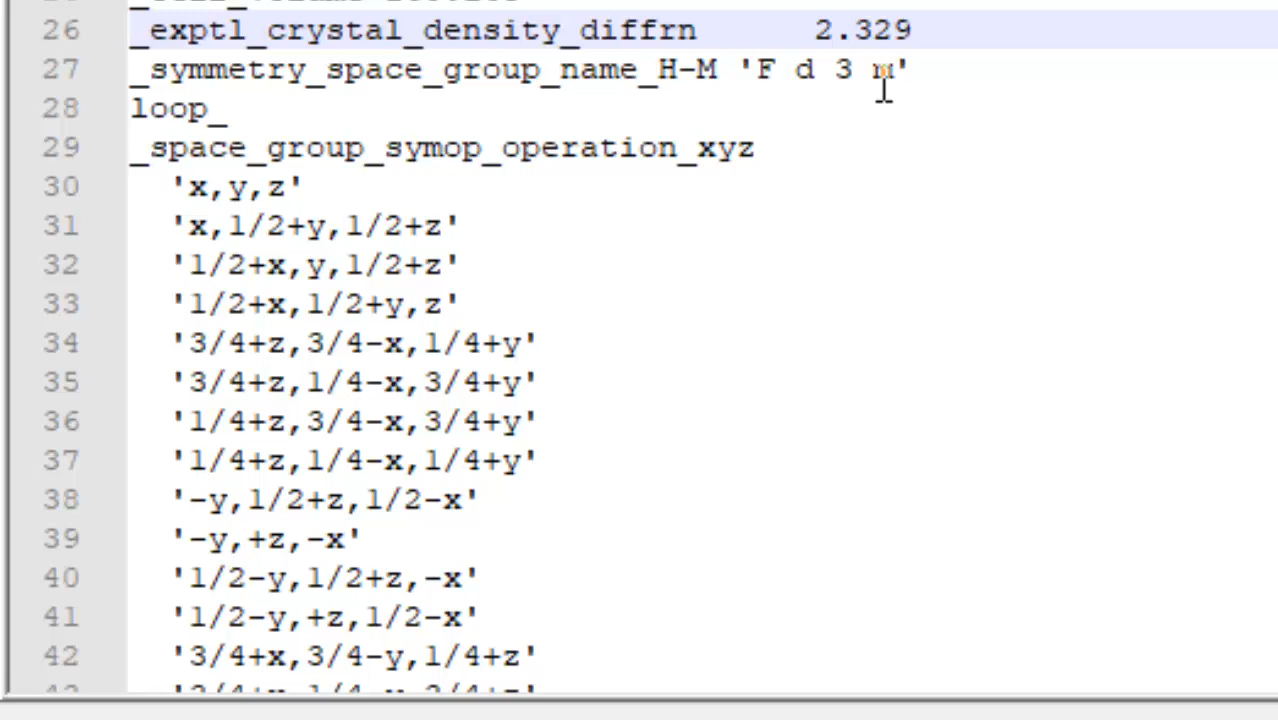 26 _exptl_crystal_density_diffrn 2.329
27 _symmetry_space_group_name_H-M 'F d 3 m'
28 loop_
29 _space_group_symop_operation_xyz
30 'x,y,z'
31 'x,1/2+y,1/2+z'
32 '1/2+x,y,1/2+z'
33 '1/2+x,1/2+y,z'
34 '3/4+z,3/4-x,1/4+y'
35 '3/4+z,1/4-x,3/4+y'
36 '1/4+z,3/4-x,3/4+y'
37 '1/4+z,1/4-x,1/4+y'
38 '-y,1/2+z,1/2-x'
39 '-y,+z,-x'
40 '1/2-y,1/2+z,-x'
41 '1/2-y,+z,1/2-x'
42 '3/4+x,3/4-y,1/4+z'